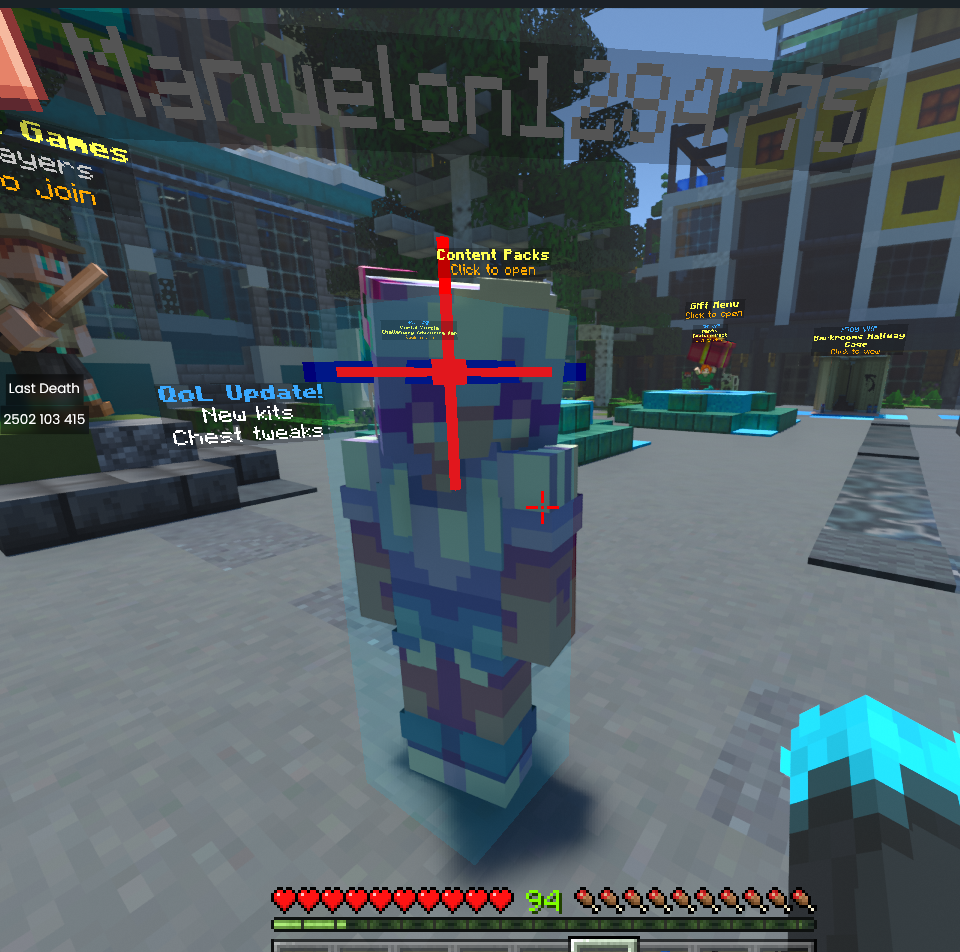 Manuelon1284775
Games
ayers
to join
Content Packs
Click to open
Gift Menu
Click to open
Backrooms Hallway
Click to view
Last Death
2502 103 415
QoL Update!
New kits
Chest tweaks
94